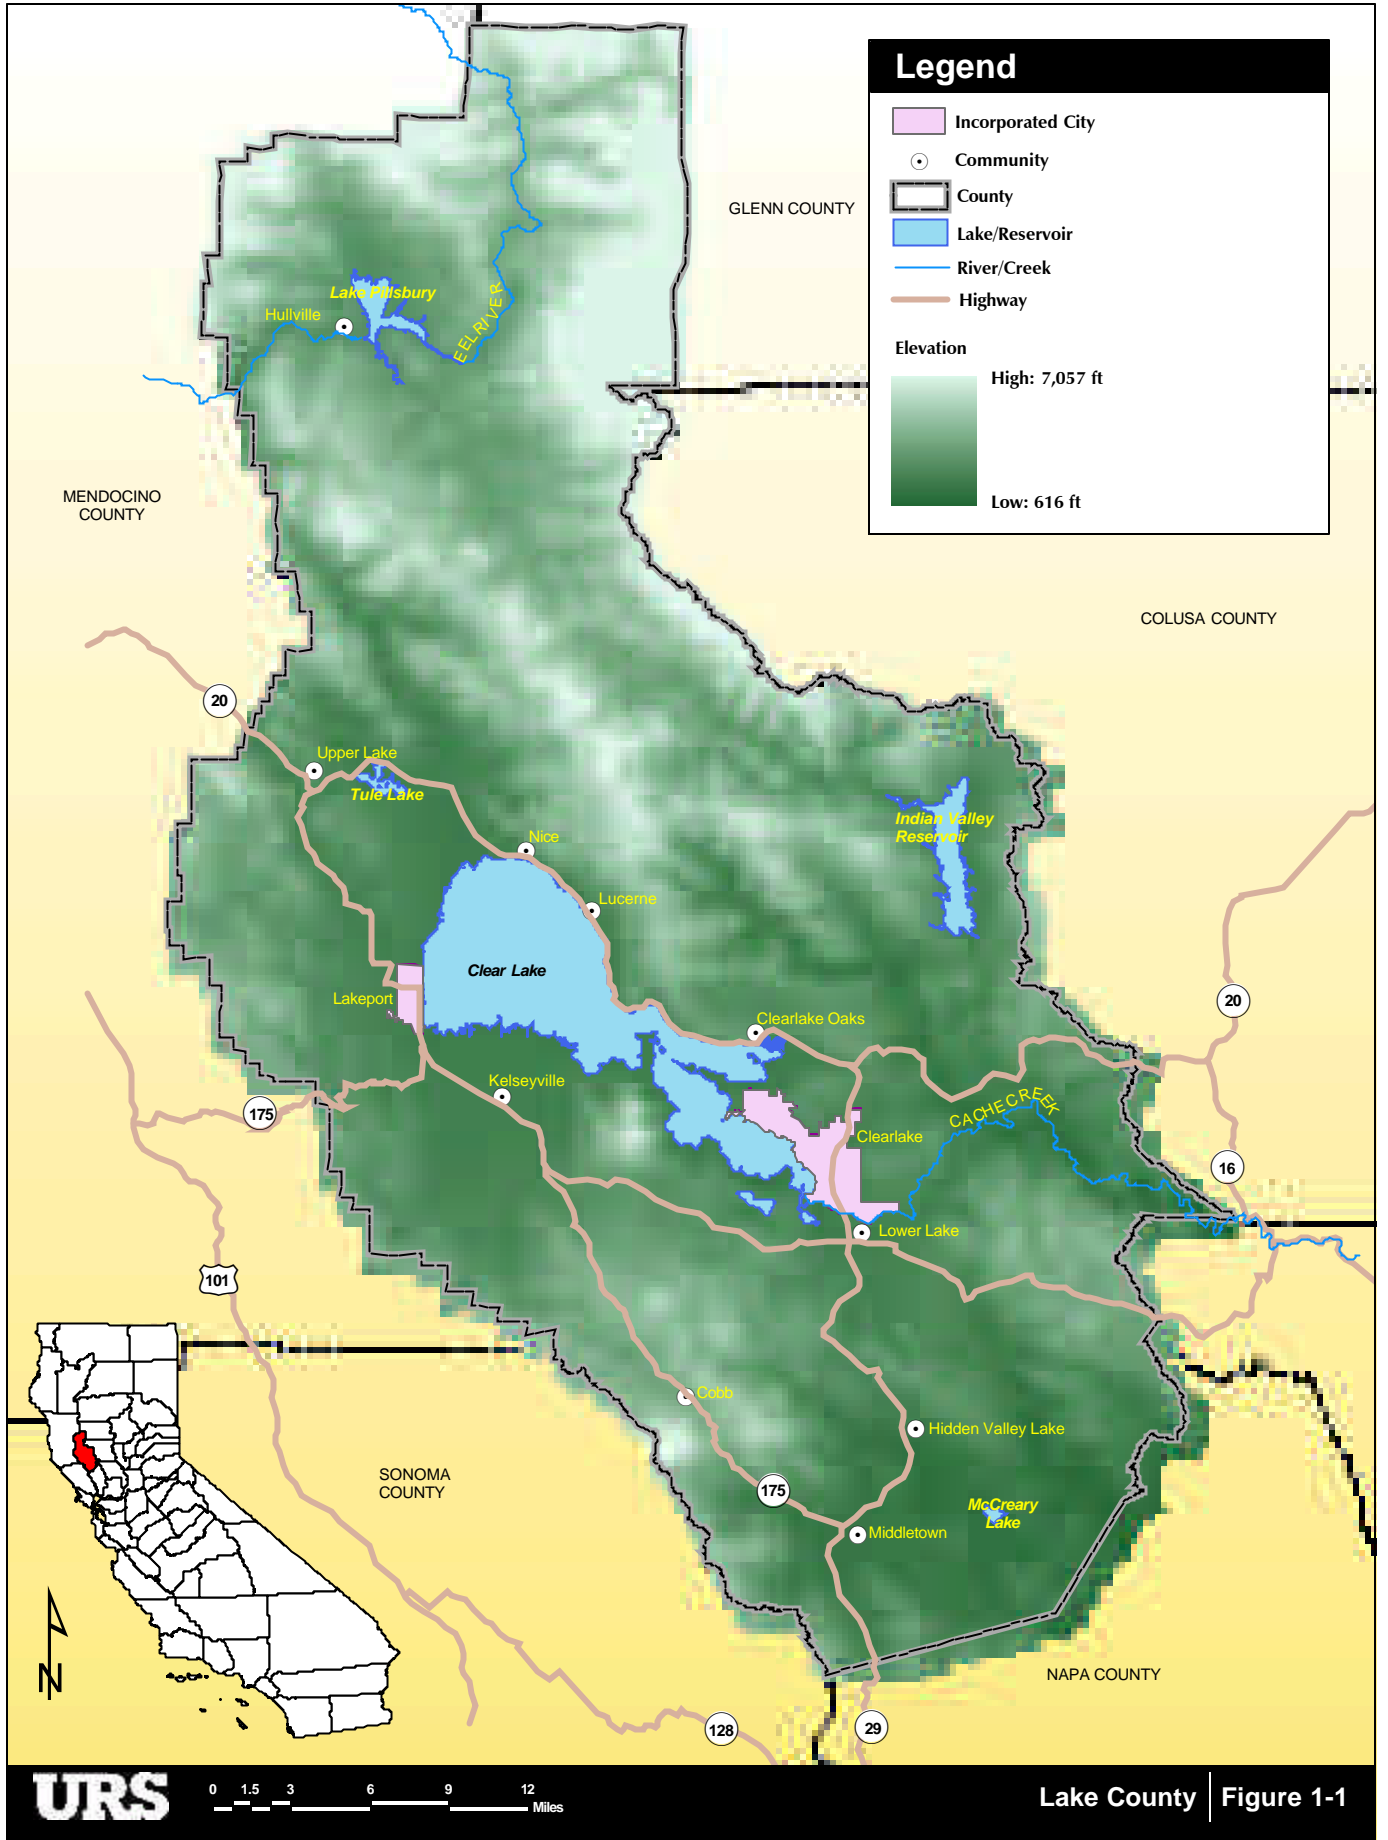 Legend
Incorporated City
Community
County
Lake/Reservoir
River/Creek
Highway
Elevation
High: 7,057 ft
Low: 616 ft
GLENN COUNTY
Lake Pillsbury
Hullville
EEL RIVER
MENDOCINO
COUNTY
COLUSA COUNTY
20
Upper Lake
Tule Lake
Nice
Indian Valley
Reservoir
Lucerne
Clear Lake
Lakeport
20
Clearlake Oaks
Kelseyville
175
CACHE CREEK
Clearlake
16
Lower Lake
101
Cobb
Hidden Valley Lake
SONOMA
COUNTY
175
McCreary
Lake
Middletown
NAPA COUNTY
N
128
29
URS
0 1.5 3 6 9 12
Miles
Lake County
Figure 1-1